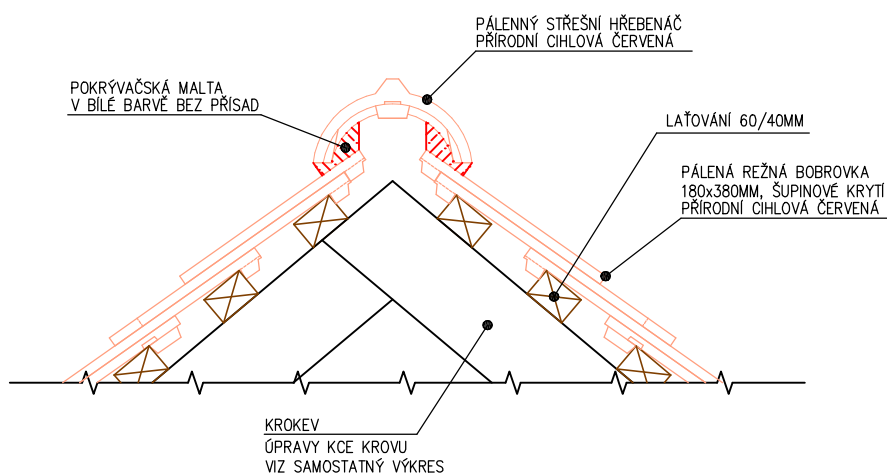 PÁLENNÝ STŘEŠNÍ HŘEBENÁČ
PŘÍRODNÍ CIHLOVÁ ČERVENÁ
POKRÝVAČSKÁ MALTA
V BÍLÉ BARVĚ BEZ PŘÍSAD
LAŤOVÁNÍ 60/40MM
PÁLENÁ REŽNÁ BOBROVKA
180x380MM, ŠUPINOVÉ KRYTÍ
PŘÍRODNÍ CIHLOVÁ ČERVENÁ
KROKEV
ÚPRAVY KCE KROVU
VIZ SAMOSTATNÝ VÝKRES